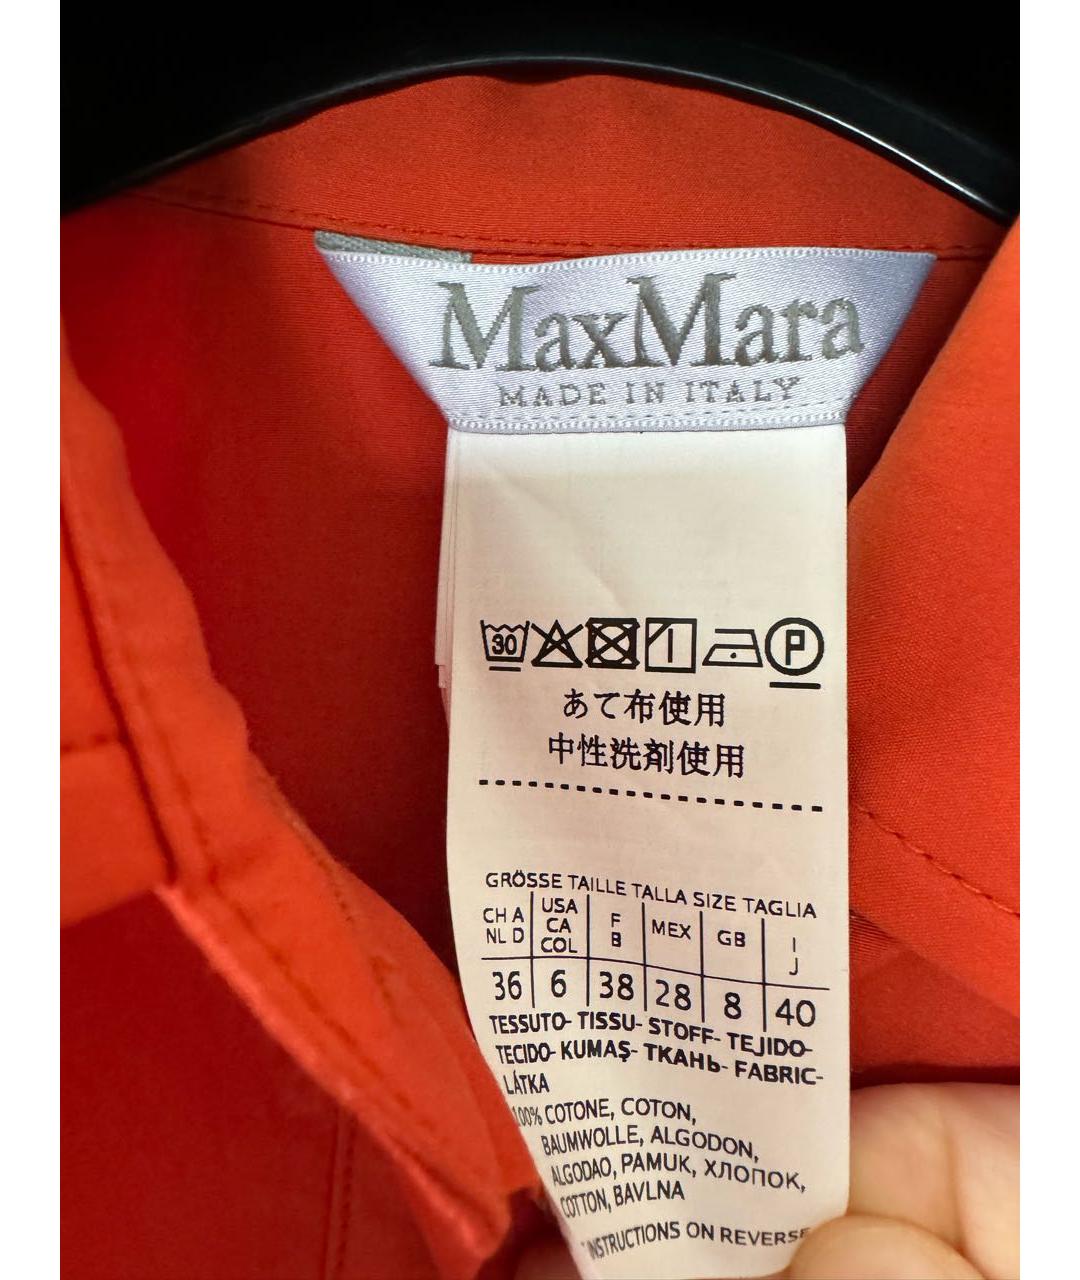 MaxMara
MADE IN ITALY
30 P
あて布使用
中性洗剤使用
GRÖSSE TAILLE TALLA SIZE TAGLIA
CH A NL D USA CA COL F B MEX GB I J
36 6 38 28 8 40
TESSUTO- TISSU- STOFF- TEJIDO-
TECIDO- KUMAŞ- ТКАНЬ- FABRIC-
LÁTKA
100% COTONE, COTON,
BAUMWOLLE, ALGODON,
ALGODAO, PAMUK, ХЛОПОК,
COTTON, BAVLNA
INSTRUCTIONS ON REVERSE